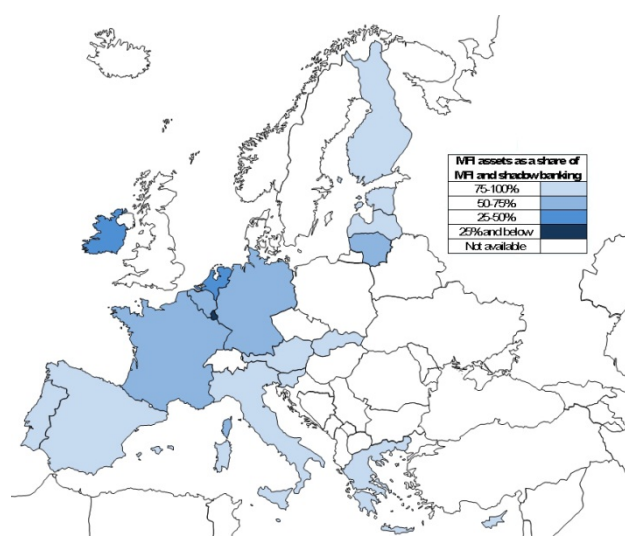 MFI assets as a share of
MFI and shadow banking
75-100%
50-75%
25-50%
25% and below
Not available